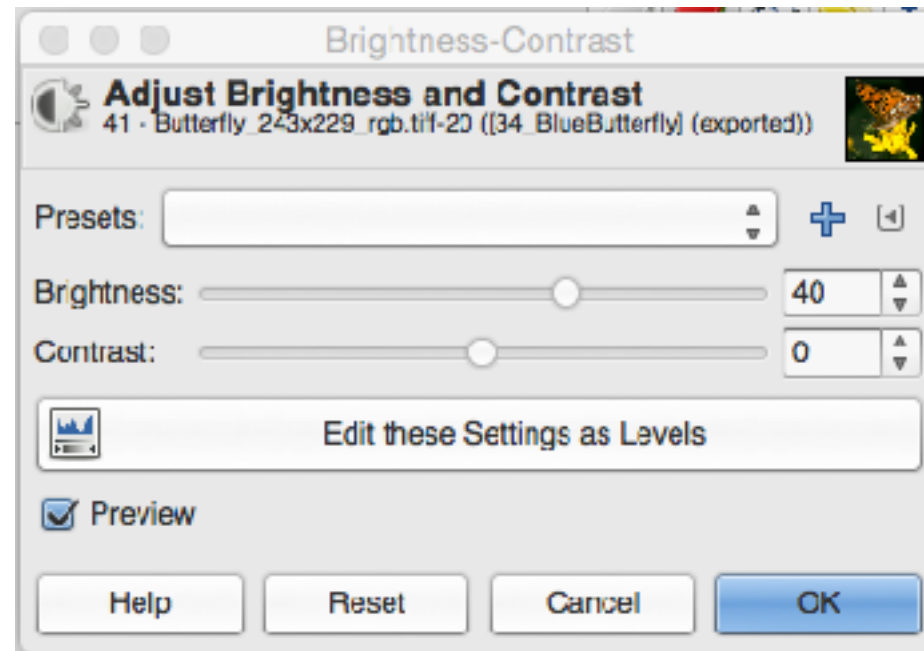 Brightness-Contrast
Adjust Brightness and Contrast
41 - Butterfly_243x229_rgb.tiff-20 ([34_BlueButterfly] (exported))
Presets:
Brightness: 40
Contrast: 0
Edit these Settings as Levels
Preview
Help Reset Cancel OK